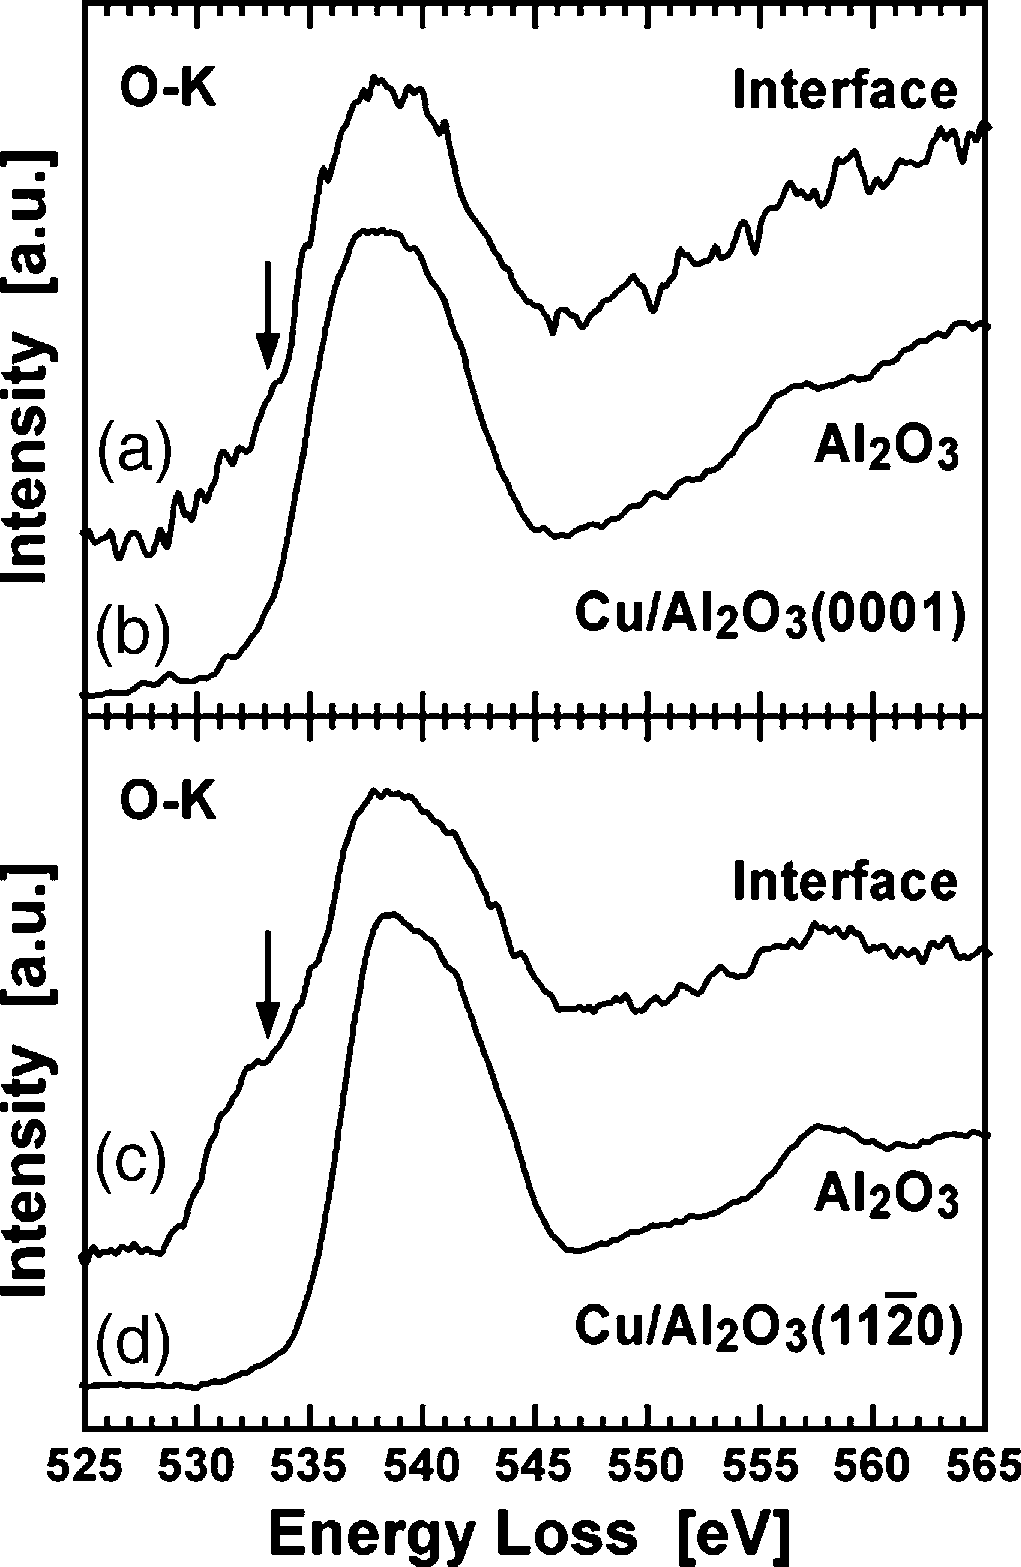 O-K
Interface
Intensity [a.u.]
(a)
Al₂O₃
(b)
Cu/Al₂O₃(0001)
O-K
Interface
Intensity [a.u.]
(c)
Al₂O₃
(d)
Cu/Al₂O₃(112̅0)
525 530 535 540 545 550 555 560 565
Energy Loss [eV]